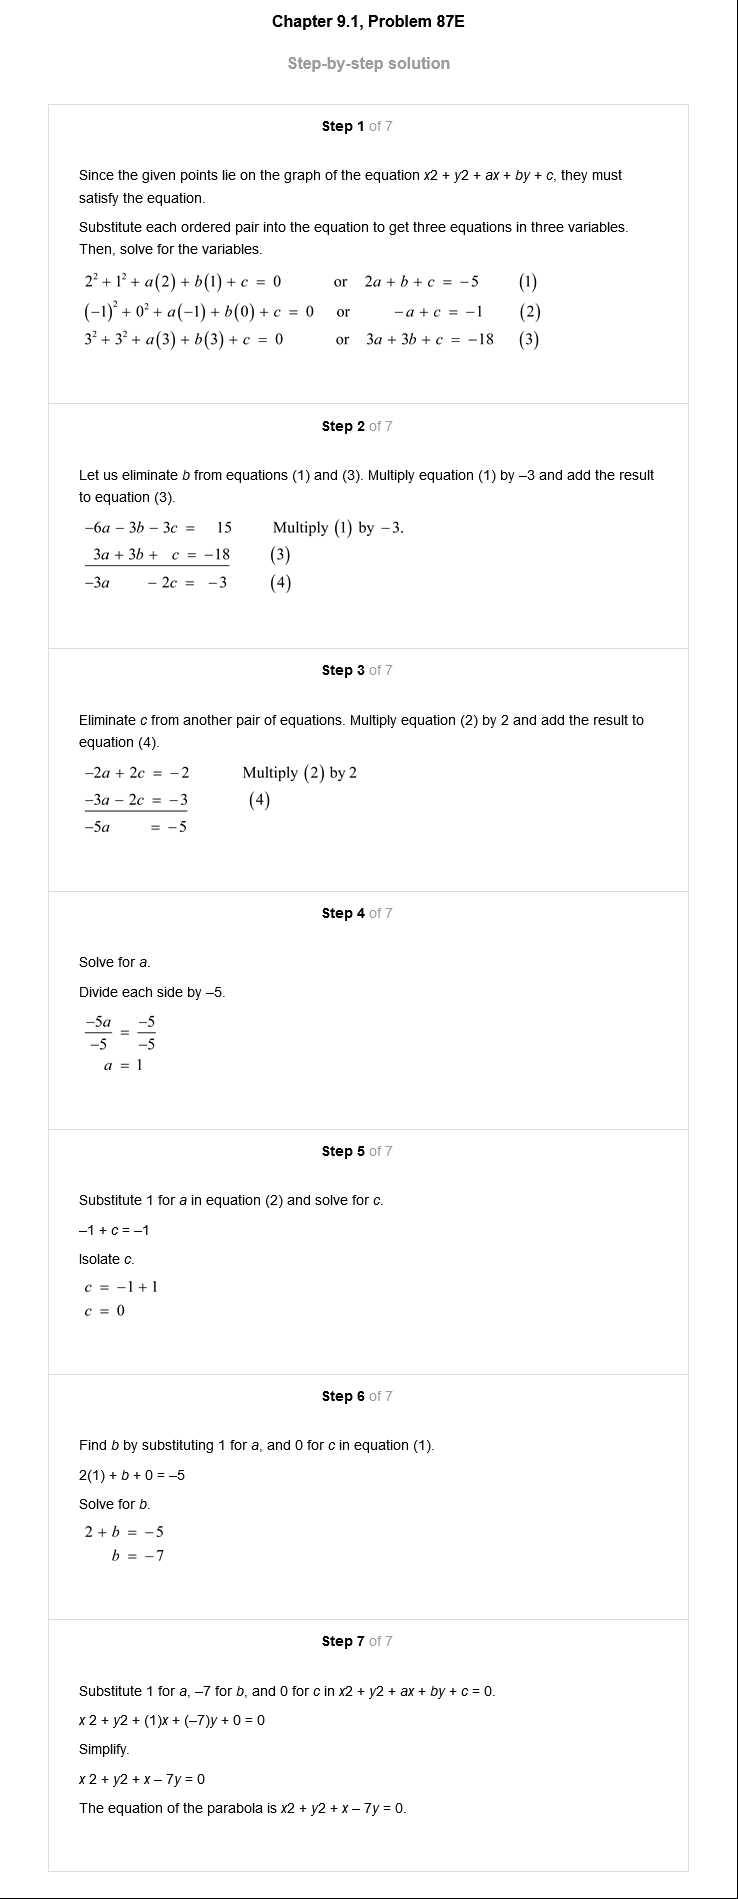 Chapter 9.1, Problem 87E
Step-by-step solution
Step 1 of 7
Since the given points lie on the graph of the equation x2 + y2 + ax + by + c, they must
satisfy the equation.
Substitute each ordered pair into the equation to get three equations in three variables.
Then, solve for the variables.
2² + 1² + a(2) + b(1) + c = 0 or 2a + b + c = −5 (1)
(−1)² + 0² + a(−1) + b(0) + c = 0 or −a + c = −1 (2)
3² + 3² + a(3) + b(3) + c = 0 or 3a + 3b + c = −18 (3)
Step 2 of 7
Let us eliminate b from equations (1) and (3). Multiply equation (1) by –3 and add the result
to equation (3).
−6a − 3b − 3c = 15 Multiply (1) by −3.
3a + 3b + c = −18 (3)
−3a − 2c = −3 (4)
Step 3 of 7
Eliminate c from another pair of equations. Multiply equation (2) by 2 and add the result to
equation (4).
−2a + 2c = −2 Multiply (2) by 2
−3a − 2c = −3 (4)
−5a = −5
Step 4 of 7
Solve for a.
Divide each side by –5.
−5a/−5 = −5/−5
a = 1
Step 5 of 7
Substitute 1 for a in equation (2) and solve for c.
–1 + c = –1
Isolate c.
c = −1 + 1
c = 0
Step 6 of 7
Find b by substituting 1 for a, and 0 for c in equation (1).
2(1) + b + 0 = –5
Solve for b.
2 + b = −5
b = −7
Step 7 of 7
Substitute 1 for a, –7 for b, and 0 for c in x2 + y2 + ax + by + c = 0.
x 2 + y2 + (1)x + (–7)y + 0 = 0
Simplify.
x 2 + y2 + x – 7y = 0
The equation of the parabola is x2 + y2 + x – 7y = 0.